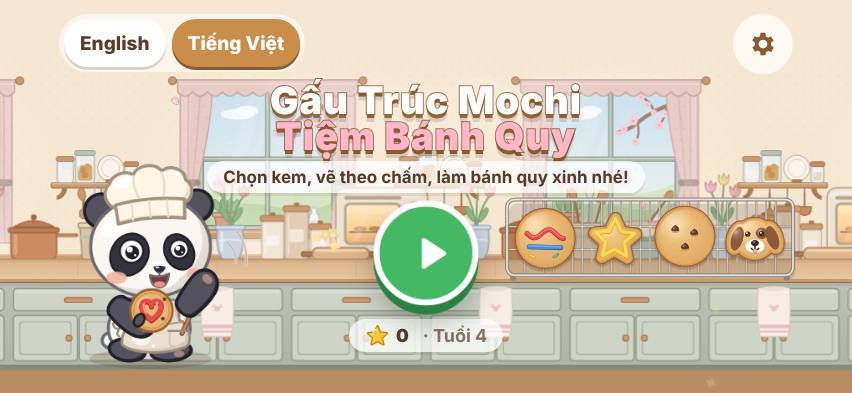 English
Tiếng Việt
Gấu Trúc Mochi
Tiệm Bánh Quy
Chọn kem, vẽ theo chấm, làm bánh quy xinh nhé!
0 · Tuổi 4